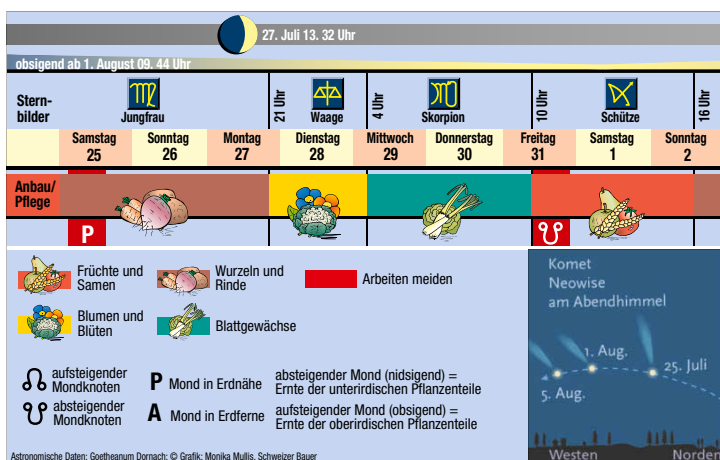 27. Juli 13. 32 Uhr
obsigend ab 1. August 09. 44 Uhr
Stern-
bilder
Jungfrau
21 Uhr
Waage
4 Uhr
Skorpion
10 Uhr
Schütze
16 Uhr
Samstag Sonntag Montag Dienstag Mittwoch Donnerstag Freitag Samstag Sonntag
25 26 27 28 29 30 31 1 2
Anbau/
Pflege
P
Früchte und
Samen
Wurzeln und
Rinde
Arbeiten meiden
Blumen und
Blüten
Blattgewächse
aufsteigender
Mondknoten
absteigender
Mondknoten
P Mond in Erdnähe
A Mond in Erdferne
absteigender Mond (nidsigend) =
Ernte der unterirdischen Pflanzenteile
aufsteigender Mond (obsigend) =
Ernte der oberirdischen Pflanzenteile
Komet
Neowise
am Abendhimmel
1. Aug.
25. Juli
5. Aug.
Westen Norden
Astronomische Daten: Goetheanum Dornach; © Grafik: Monika Mullis, Schweizer Bauer